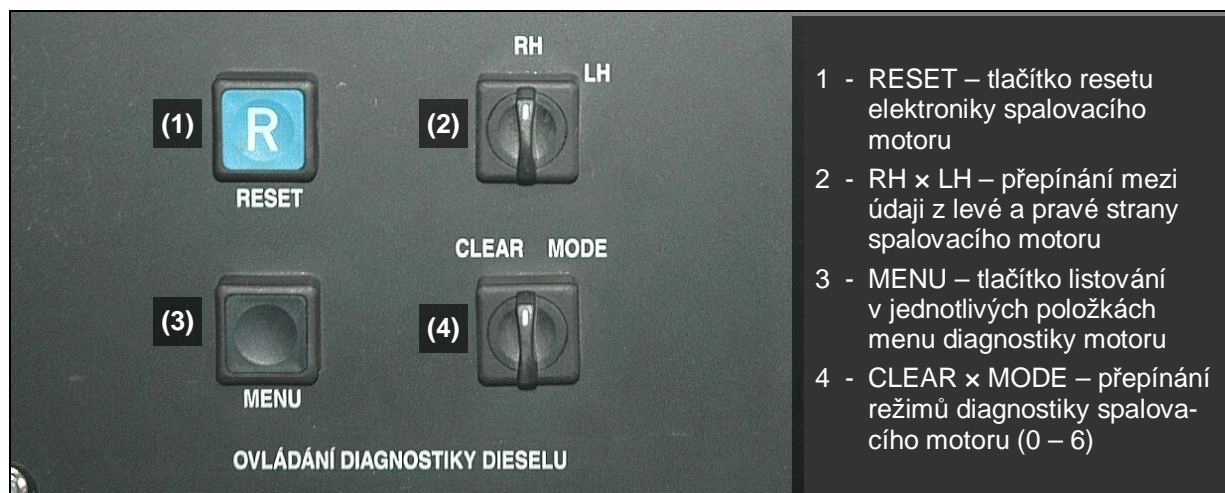 RH
LH
(1)
R
(2)
RESET
CLEAR MODE
(3)
(4)
MENU
OVLÁDÁNÍ DIAGNOSTIKY DIESELU
1 - RESET – tlačítko resetu
elektroniky spalovacího
motoru
2 - RH × LH – přepínání mezi
údaji z levé a pravé strany
spalovacího motoru
3 - MENU – tlačítko listování
v jednotlivých položkách
menu diagnostiky motoru
4 - CLEAR × MODE – přepínání
režimů diagnostiky spalova-
cího motoru (0 – 6)